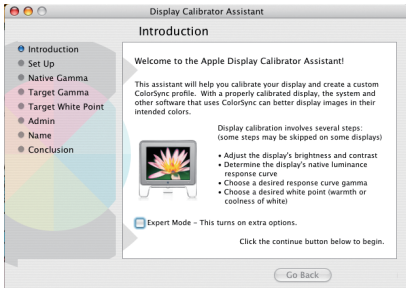 Display Calibrator Assistant
Introduction
Introduction
Set Up
Native Gamma
Target Gamma
Target White Point
Admin
Name
Conclusion
Welcome to the Apple Display Calibrator Assistant!
This assistant will help you calibrate your display and create a custom
ColorSync profile. With a properly calibrated display, the system and
other software that uses ColorSync can better display images in their
intended colors.
Display calibration involves several steps:
(some steps may be skipped on some displays)
• Adjust the display's brightness and contrast
• Determine the display's native luminance
response curve
• Choose a desired response curve gamma
• Choose a desired white point (warmth or
coolness of white)
Expert Mode – This turns on extra options.
Click the continue button below to begin.
Go Back